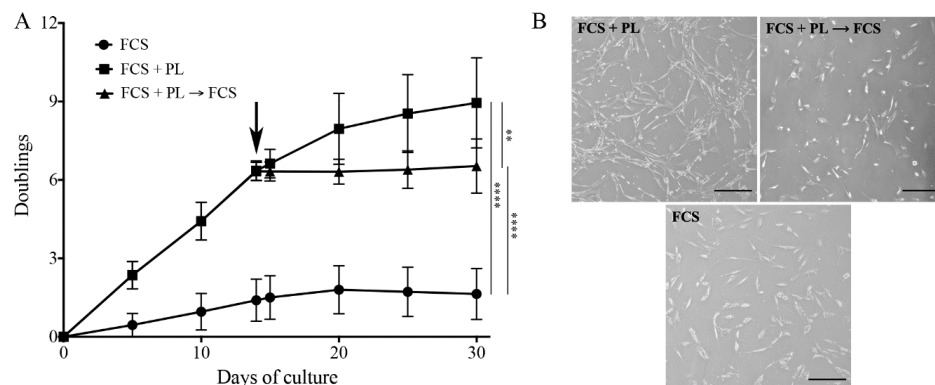 A
12
9
6
3
0
Doublings
FCS
FCS + PL
FCS + PL → FCS
**
****
****
0
10
20
30
Days of culture
B
FCS + PL
FCS + PL → FCS
FCS